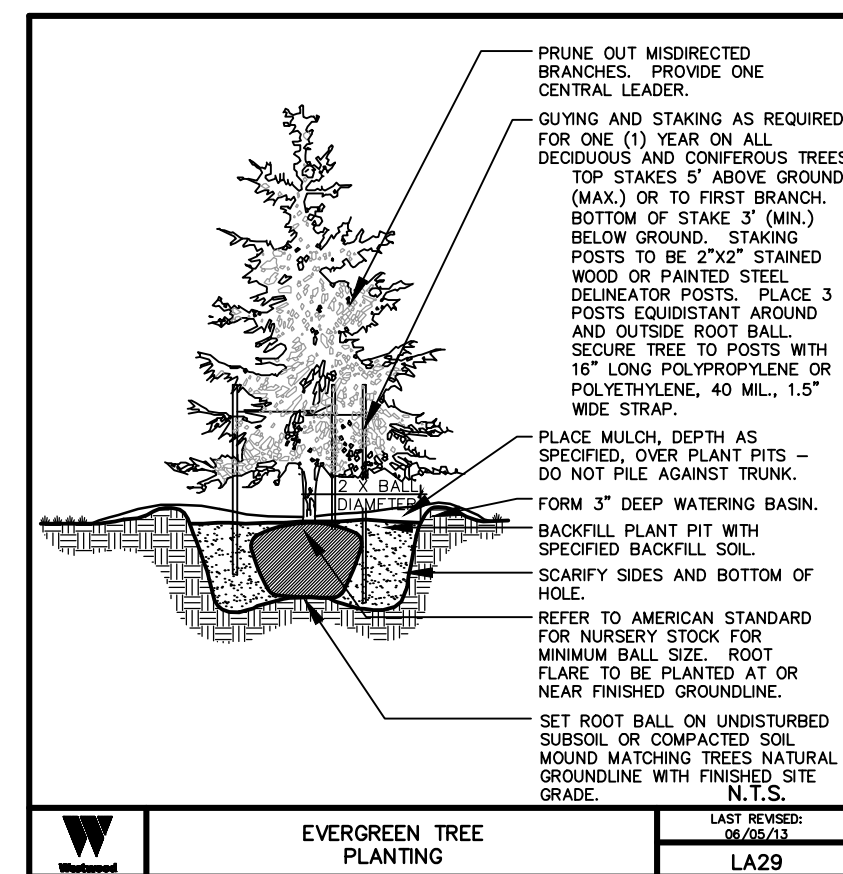 PRUNE OUT MISDIRECTED
BRANCHES. PROVIDE ONE
CENTRAL LEADER.
GUYING AND STAKING AS REQUIRED
FOR ONE (1) YEAR ON ALL
DECIDUOUS AND CONIFEROUS TREES
TOP STAKES 5' ABOVE GROUND
(MAX.) OR TO FIRST BRANCH.
BOTTOM OF STAKE 3' (MIN.)
BELOW GROUND. STAKING
POSTS TO BE 2"X2" STAINED
WOOD OR PAINTED STEEL
DELINEATOR POSTS. PLACE 3
POSTS EQUIDISTANT AROUND
AND OUTSIDE ROOT BALL.
SECURE TREE TO POSTS WITH
16" LONG POLYPROPYLENE OR
POLYETHYLENE, 40 MIL., 1.5"
WIDE STRAP.
PLACE MULCH, DEPTH AS
SPECIFIED, OVER PLANT PITS –
DO NOT PILE AGAINST TRUNK.
2 X BALL
DIAMETER
FORM 3" DEEP WATERING BASIN.
BACKFILL PLANT PIT WITH
SPECIFIED BACKFILL SOIL.
SCARIFY SIDES AND BOTTOM OF
HOLE.
REFER TO AMERICAN STANDARD
FOR NURSERY STOCK FOR
MINIMUM BALL SIZE. ROOT
FLARE TO BE PLANTED AT OR
NEAR FINISHED GROUNDLINE.
SET ROOT BALL ON UNDISTURBED
SUBSOIL OR COMPACTED SOIL
MOUND MATCHING TREES NATURAL
GROUNDLINE WITH FINISHED SITE
GRADE.
N.T.S.
Westwood
EVERGREEN TREE
PLANTING
LAST REVISED:
06/05/13
LA29